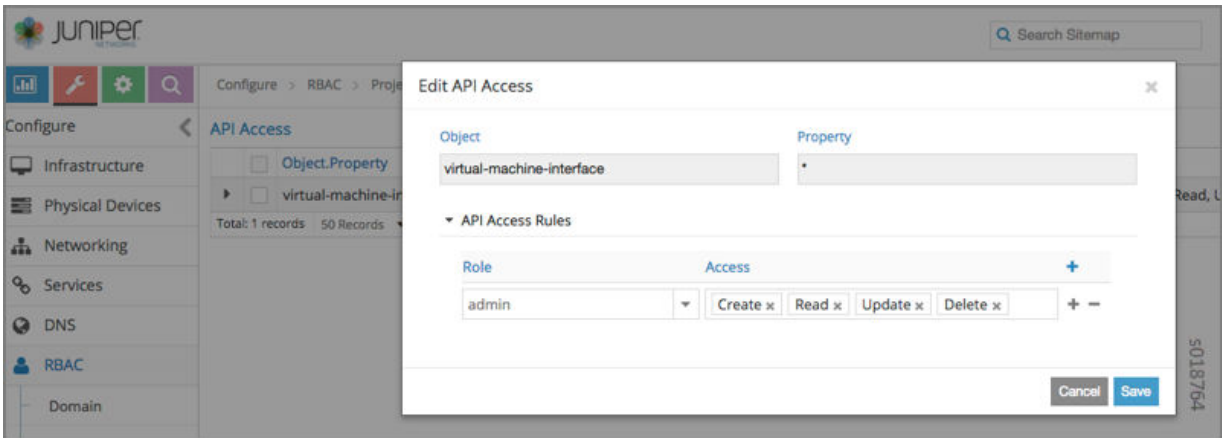 JUNIPER
NETWORKS
Search Sitemap
Configure > RBAC > Proje
Edit API Access
×
Configure
API Access
Object
Property
Infrastructure
Object.Property
virtual-machine-interface
*
Physical Devices
virtual-machine-in
Read, U
Total: 1 records 50 Records
API Access Rules
Networking
Role
Access
+
Services
admin
Create × Read × Update × Delete ×
+ −
DNS
RBAC
Domain
Cancel
Save
s018764